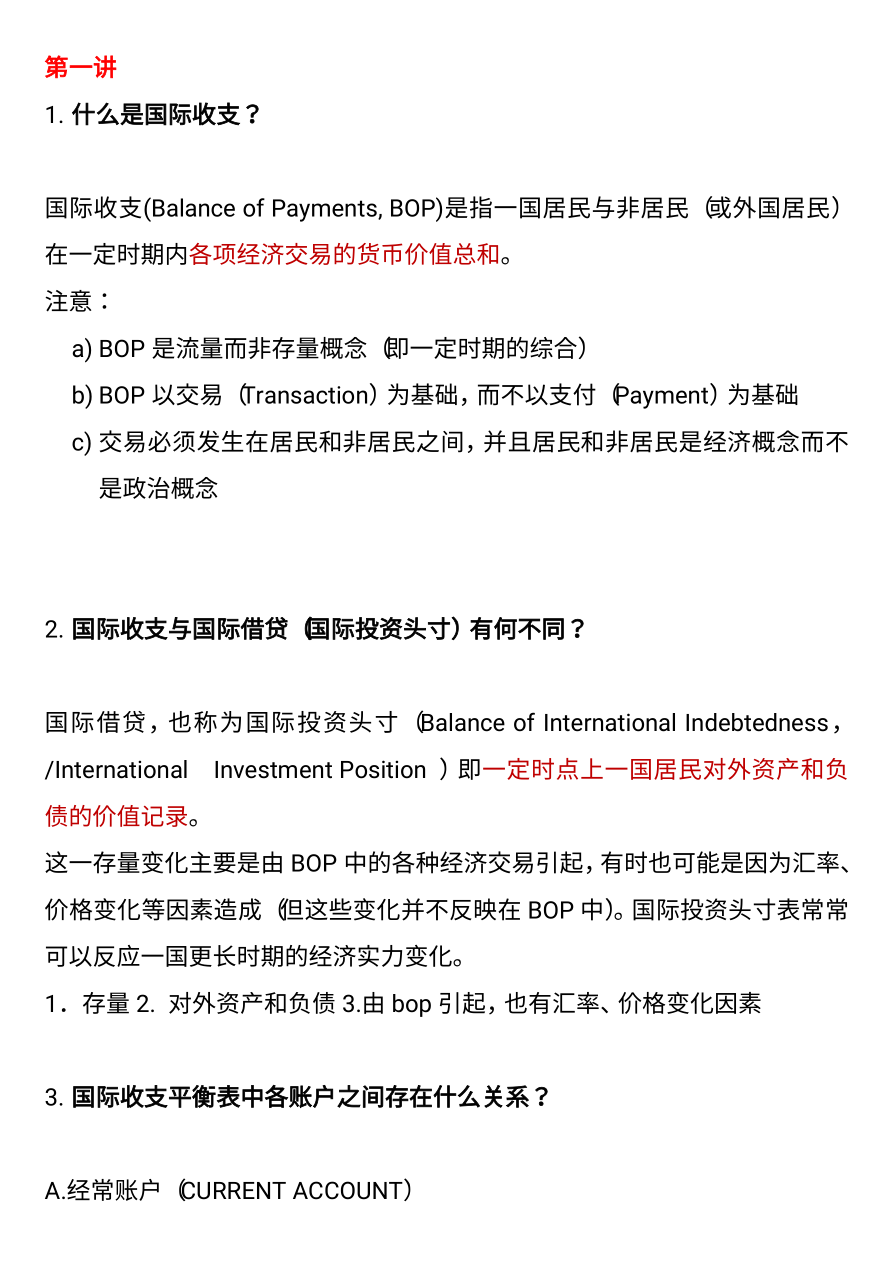 第一讲
1. 什么是国际收支？
国际收支(Balance of Payments, BOP)是指一国居民与非居民（或外国居民）
在一定时期内各项经济交易的货币价值总和。
注意：
a) BOP 是流量而非存量概念（即一定时期的综合）
b) BOP 以交易（Transaction）为基础，而不以支付（Payment）为基础
c) 交易必须发生在居民和非居民之间，并且居民和非居民是经济概念而不
是政治概念
2. 国际收支与国际借贷（国际投资头寸）有何不同？
国际借贷，也称为国际投资头寸（Balance of International Indebtedness，
/International Investment Position ）即一定时点上一国居民对外资产和负
债的价值记录。
这一存量变化主要是由 BOP 中的各种经济交易引起，有时也可能是因为汇率、
价格变化等因素造成（但这些变化并不反映在 BOP 中）。国际投资头寸表常常
可以反应一国更长时期的经济实力变化。
1．存量 2. 对外资产和负债 3.由 bop 引起，也有汇率、价格变化因素
3. 国际收支平衡表中各账户之间存在什么关系？
A.经常账户（CURRENT ACCOUNT）